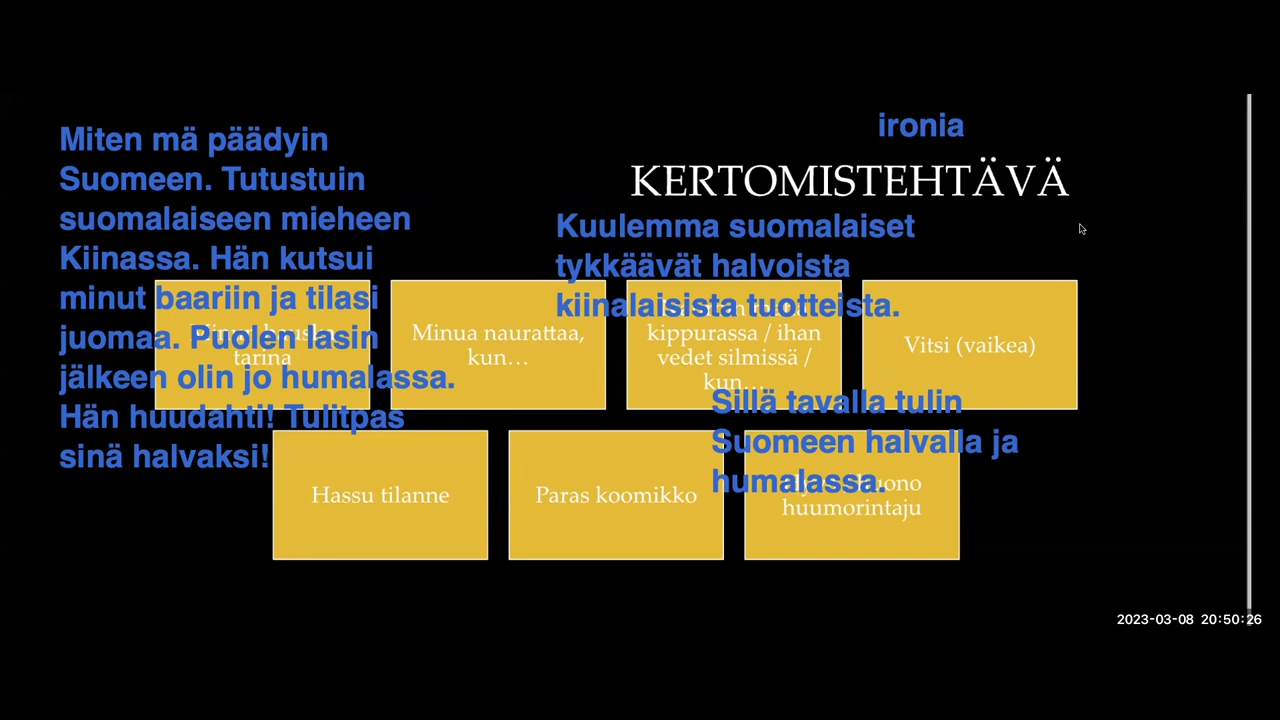 Miten mä päädyin
Suomeen. Tutustuin
suomalaiseen mieheen
Kiinassa. Hän kutsui
minut baariin ja tilasi
juomaa. Puolen lasin
jälkeen olin jo humalassa.
Hän huudahti! Tulitpas
sinä halvaksi!
ironia
KERTOMISTEHTÄVÄ
Kuulemma suomalaiset
tykkäävät halvoista
kiinalaisista tuotteista.
tarina
Minua naurattaa,
kun…
kippurassa / ihan
vedet silmissä /
kun…
Vitsi (vaikea)
Sillä tavalla tulin
Suomeen halvalla ja
humalassa.
Hassu tilanne
Paras koomikko
huono
huumorintaju
2023-03-08 20:50:26